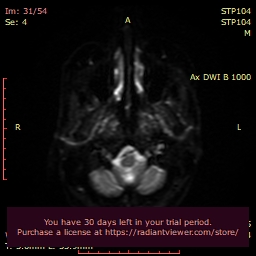 Im: 31/54
STP104
Se: 4
STP104
M
A
Ax DWI B 1000
R
L
You have 30 days left in your trial period.
Purchase a license at https://radiantviewer.com/store/